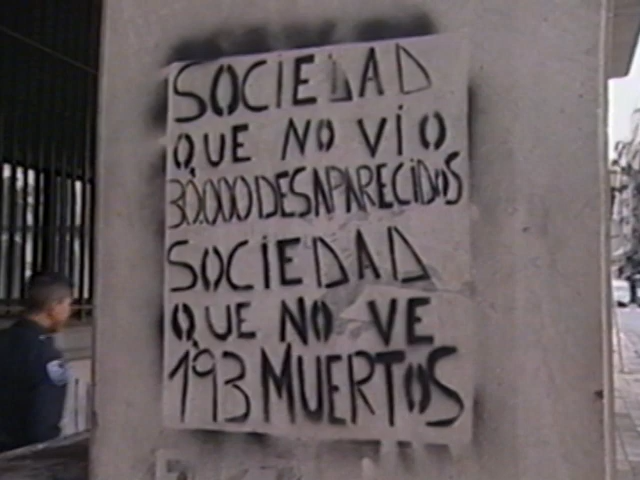 SOCIEDAD
QUE NO VIO
30.000 DESAPARECIDOS
SOCIEDAD
QUE NO VE
193 MUERTOS